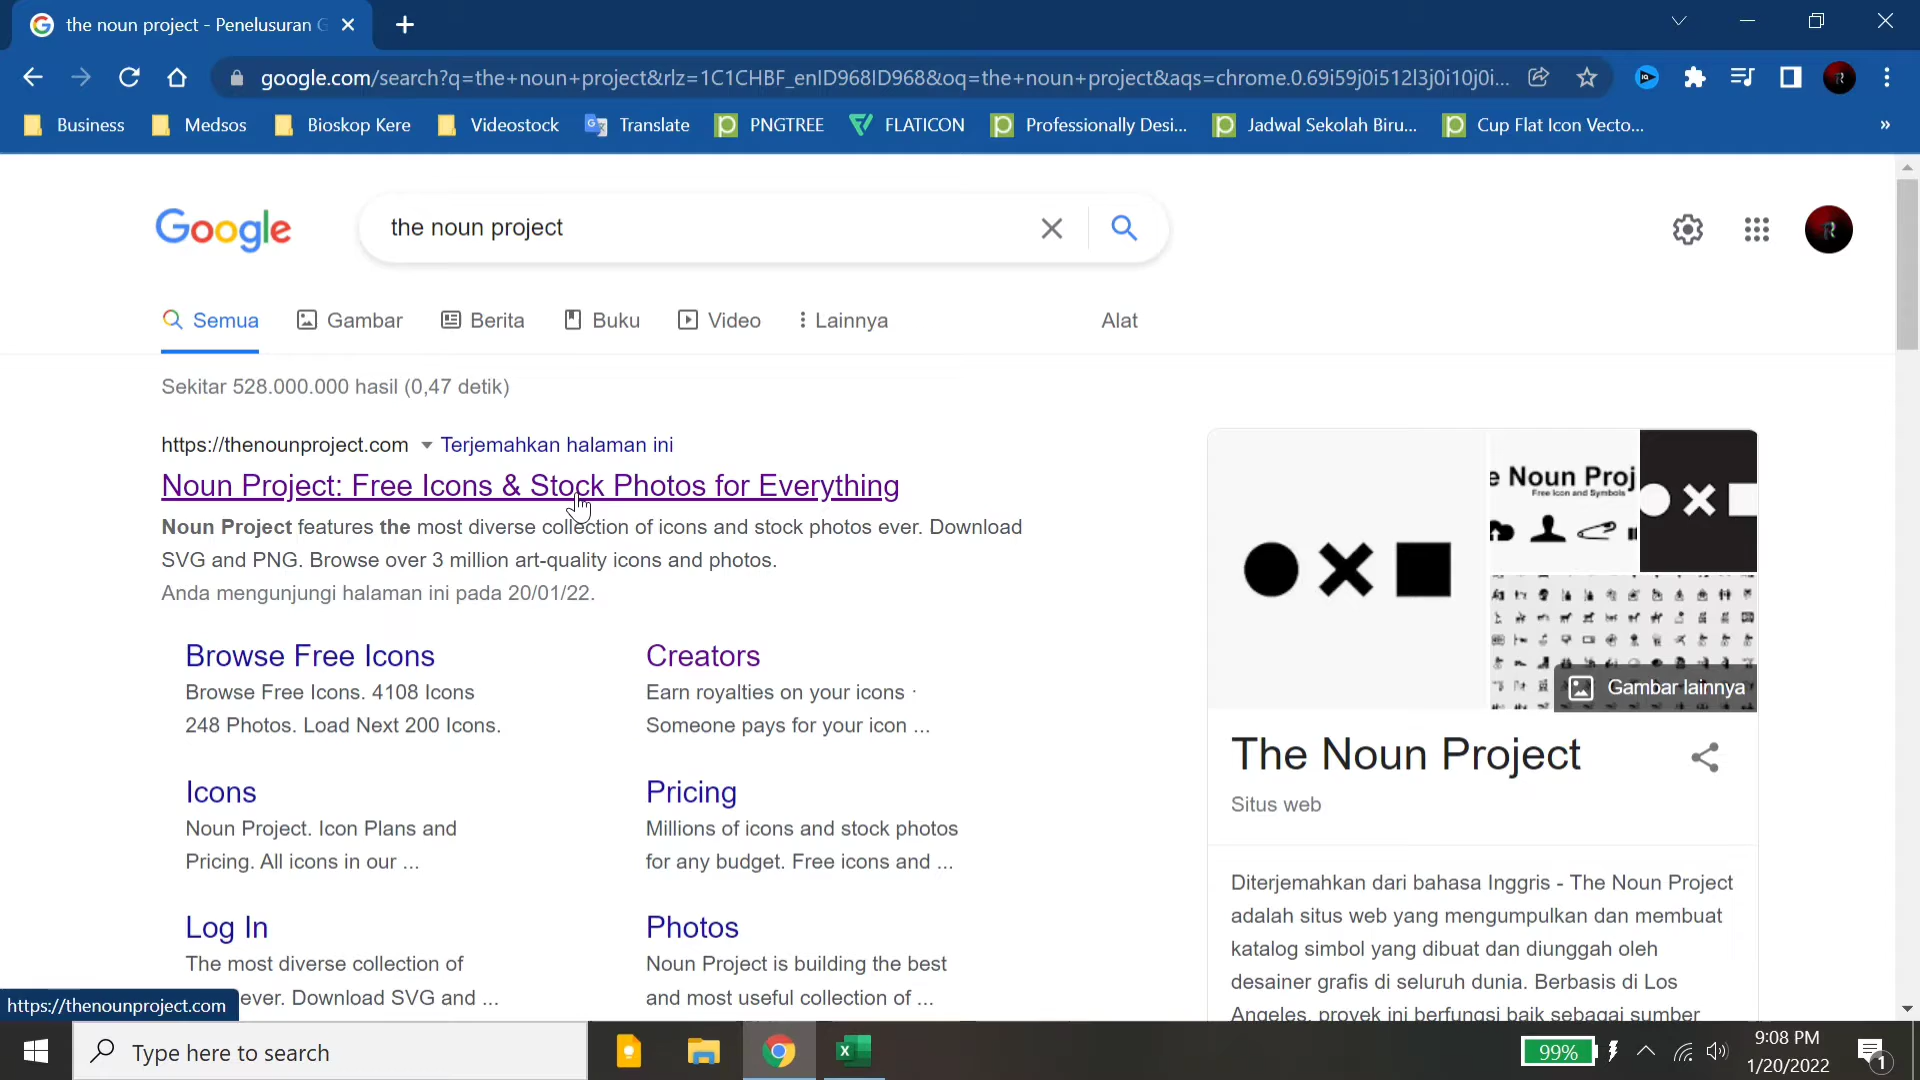 the noun project - Penelusuran G
google.com/search?q=the+noun+project&rlz=1C1CHBF_enID968ID968&oq=the+noun+project&aqs=chrome.0.69i59j0i512l3j0i10j0i...
Business Medsos Bioskop Kere Videostock Translate PNGTREE FLATICON Professionally Desi... Jadwal Sekolah Biru... Cup Flat Icon Vecto... »
Google the noun project
Semua Gambar Berita Buku Video Lainnya Alat
Sekitar 528.000.000 hasil (0,47 detik)
https://thenounproject.com Terjemahkan halaman ini
Noun Project: Free Icons & Stock Photos for Everything
Noun Project features the most diverse collection of icons and stock photos ever. Download
SVG and PNG. Browse over 3 million art-quality icons and photos.
Anda mengunjungi halaman ini pada 20/01/22.
Browse Free Icons
Browse Free Icons. 4108 Icons
248 Photos. Load Next 200 Icons.
Creators
Earn royalties on your icons ·
Someone pays for your icon ...
Icons
Noun Project. Icon Plans and
Pricing. All icons in our ...
Pricing
Millions of icons and stock photos
for any budget. Free icons and ...
Log In
The most diverse collection of
ever. Download SVG and ...
Photos
Noun Project is building the best
and most useful collection of ...
e Noun Proj
Free Icon and Symbols
Gambar lainnya
The Noun Project
Situs web
Diterjemahkan dari bahasa Inggris - The Noun Project
adalah situs web yang mengumpulkan dan membuat
katalog simbol yang dibuat dan diunggah oleh
desainer grafis di seluruh dunia. Berbasis di Los
Angeles, proyek ini berfungsi baik sebagai sumber
https://thenounproject.com
Type here to search
99%
9:08 PM
1/20/2022
1